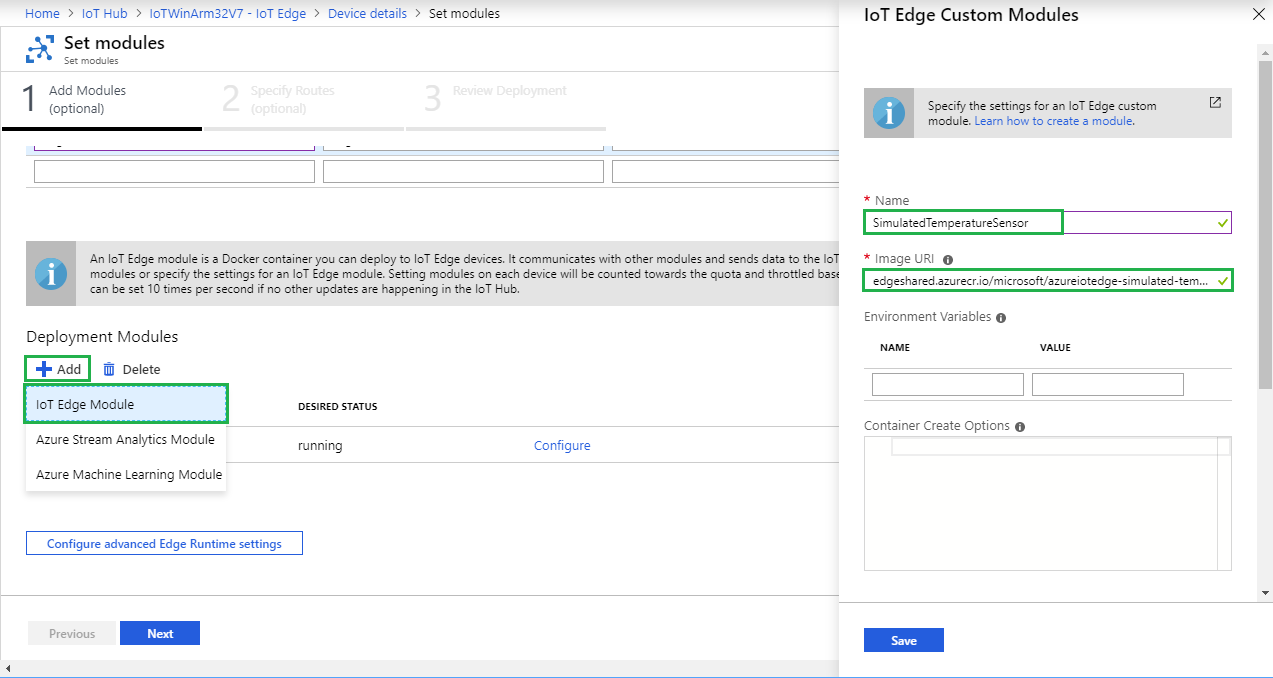 Home > IoT Hub > IoTWinArm32V7 - IoT Edge > Device details > Set modules
Set modules
Set modules
1 Add Modules
(optional)
2 Specify Routes
(optional)
3 Review Deployment
An IoT Edge module is a Docker container you can deploy to IoT Edge devices. It communicates with other modules and sends data to the IoT
modules or specify the settings for an IoT Edge module. Setting modules on each device will be counted towards the quota and throttled base
can be set 10 times per second if no other updates are happening in the IoT Hub.
Deployment Modules
Add Delete
IoT Edge Module
Azure Stream Analytics Module
Azure Machine Learning Module
DESIRED STATUS
running Configure
Configure advanced Edge Runtime settings
Previous Next
IoT Edge Custom Modules
Specify the settings for an IoT Edge custom
module. Learn how to create a module.
* Name
SimulatedTemperatureSensor
* Image URI
edgeshared.azurecr.io/microsoft/azureiotedge-simulated-tem...
Environment Variables
NAME VALUE
Container Create Options
Save